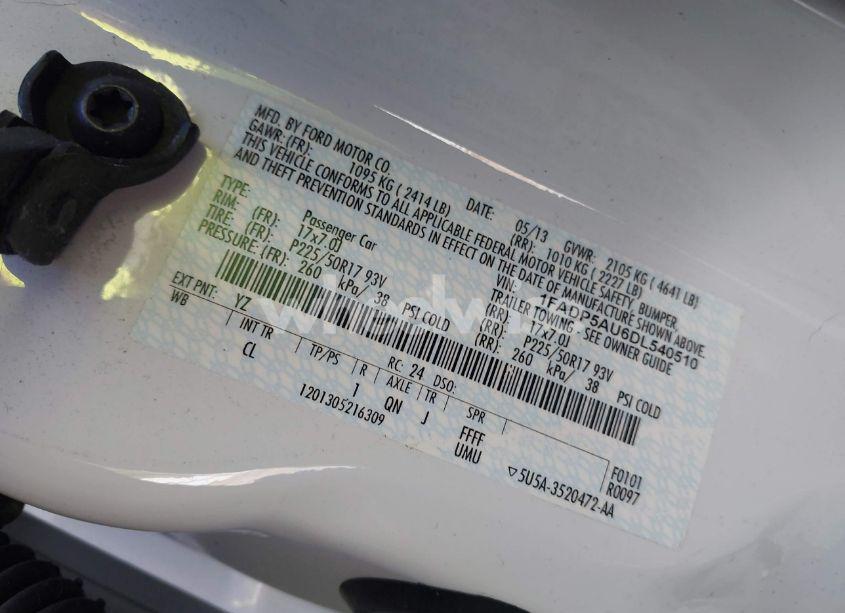 MFD. BY FORD MOTOR CO. DATE: 05/13 GVWR: 2105 KG ( 4641 LB)
GAWR: (FR): 1095 KG ( 2414 LB) (RR): 1010 KG ( 2227 LB)
THIS VEHICLE CONFORMS TO ALL APPLICABLE FEDERAL MOTOR VEHICLE SAFETY, BUMPER,
AND THEFT PREVENTION STANDARDS IN EFFECT ON THE DATE OF MANUFACTURE SHOWN ABOVE.
VIN: 1FADP5AU6DL540510
TYPE: Passenger Car TRAILER TOWING - SEE OWNER GUIDE
RIM: (FR): 17x7.0J (RR): 17x7.0J
TIRE: (FR): P225/50R17 93V (RR): P225/50R17 93V
PRESSURE: (FR): 260 kPa/ 38 PSI COLD (RR): 260 kPa/ 38 PSI COLD
EXT PNT: YZ RC: 24 DSO:
WB INT TR TP/PS R AXLE TR SPR
CL 1 QN J FFFF F0101
UMU R0097
1201305216309 5U5A-3520472-AA